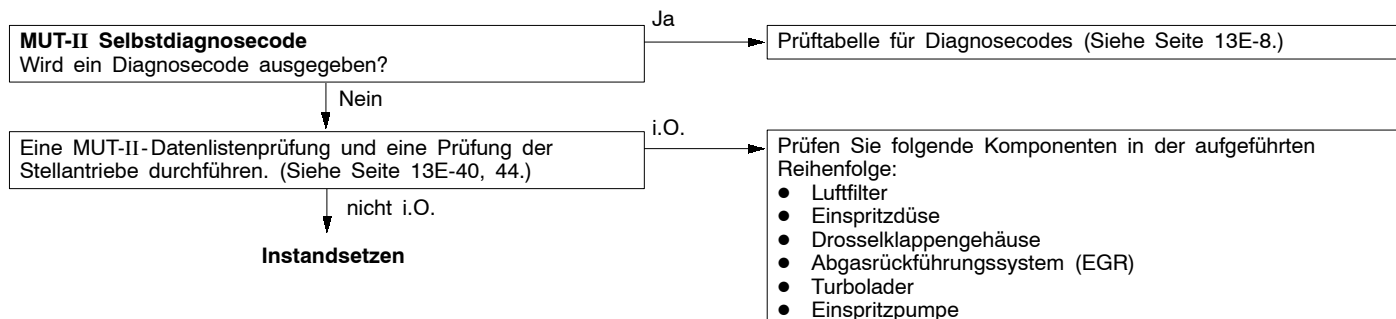 MUT-II Selbstdiagnosecode
Wird ein Diagnosecode ausgegeben?
Ja
Prüftabelle für Diagnosecodes (Siehe Seite 13E-8.)
Nein
Eine MUT-II-Datenlistenprüfung und eine Prüfung der
Stellantriebe durchführen. (Siehe Seite 13E-40, 44.)
i.O.
Prüfen Sie folgende Komponenten in der aufgeführten
Reihenfolge:
● Luftfilter
● Einspritzdüse
● Drosselklappengehäuse
● Abgasrückführungssystem (EGR)
● Turbolader
● Einspritzpumpe
nicht i.O.
Instandsetzen